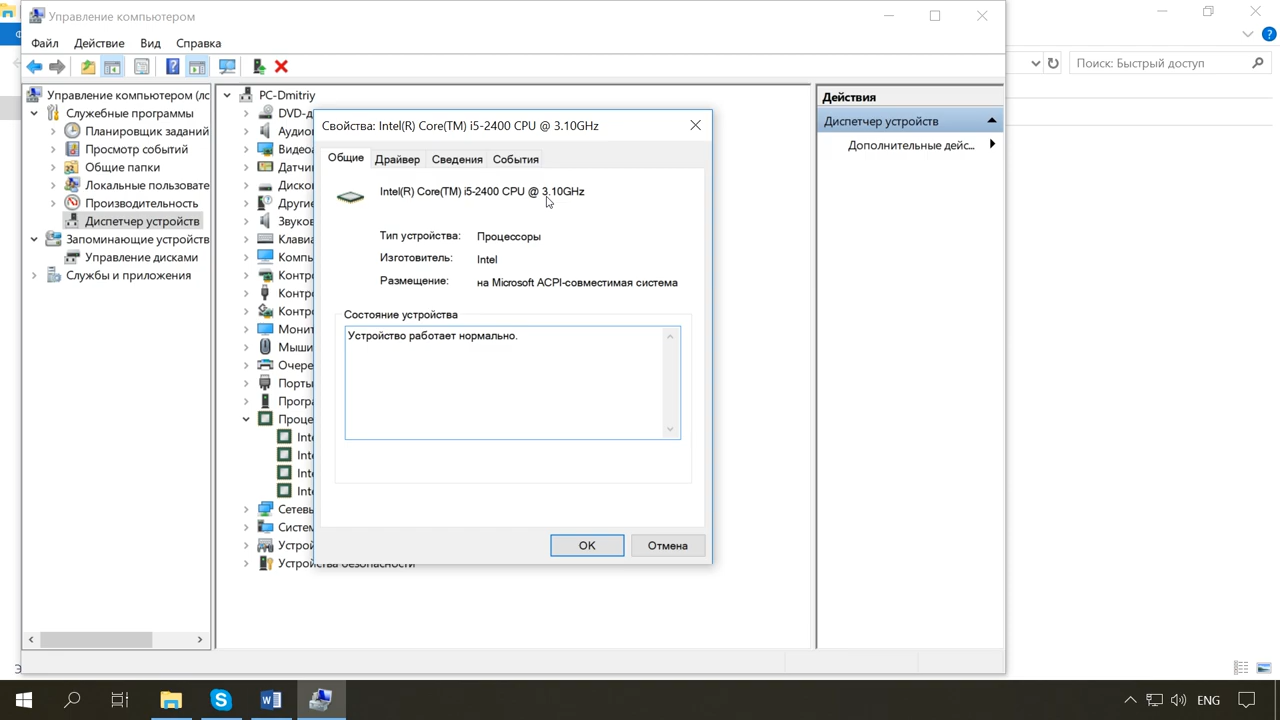 Управление компьютером
Файл Действие Вид Справка
Поиск: Быстрый доступ
Управление компьютером (лс
Служебные программы
Планировщик заданий
Просмотр событий
Общие папки
Локальные пользовате
Производительность
Диспетчер устройств
Запоминающие устройств
Управление дисками
Службы и приложения
PC-Dmitriy
DVD-д
Аудио
Видео
Датчи
Диско
Други
Звуков
Клави
Компь
Контр
Контр
Контр
Монит
Мыши
Очере
Порты
Прогр
Проце
Inte
Inte
Inte
Inte
Сетев
Систем
Устрой
Устройства безопасности
Свойства: Intel(R) Core(TM) i5-2400 CPU @ 3.10GHz
Общие Драйвер Сведения События
Intel(R) Core(TM) i5-2400 CPU @ 3.10GHz
Тип устройства: Процессоры
Изготовитель: Intel
Размещение: на Microsoft ACPI-совместимая система
Состояние устройства
Устройство работает нормально.
OK Отмена
Действия
Диспетчер устройств
Дополнительные дейс...
ENG